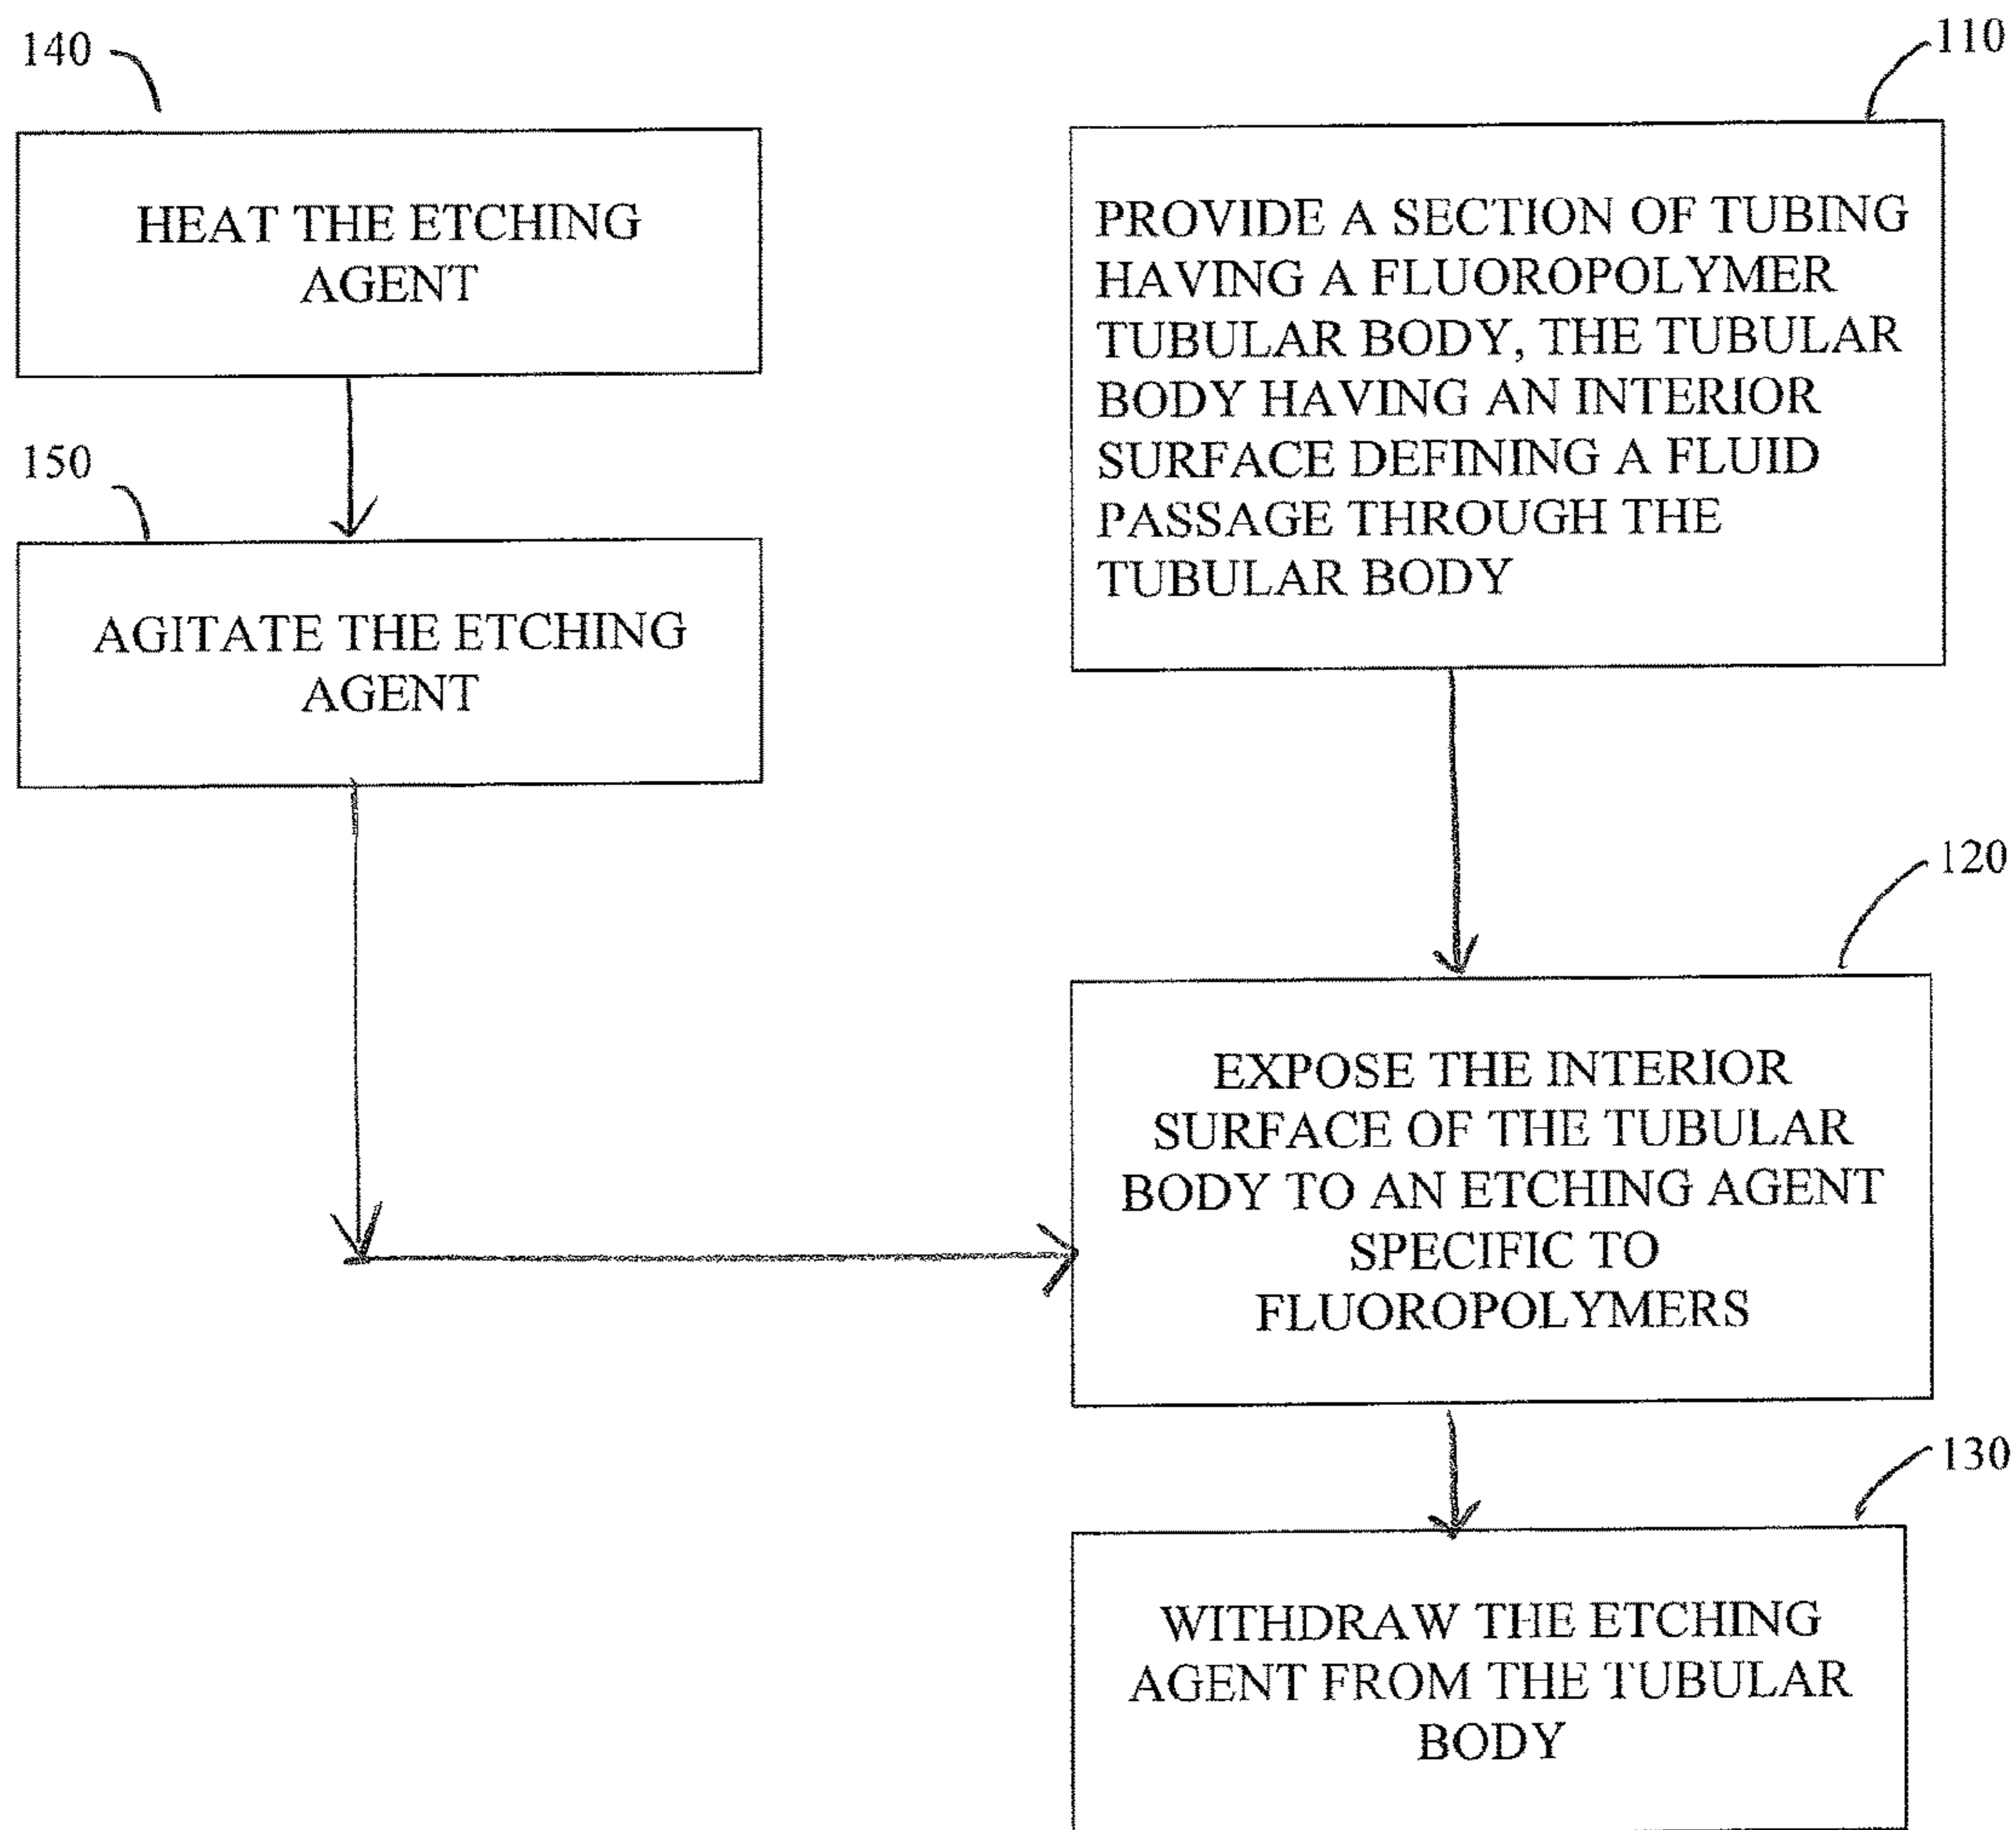 140
HEAT THE ETCHING
AGENT
150
AGITATE THE ETCHING
AGENT
110
PROVIDE A SECTION OF TUBING
HAVING A FLUOROPOLYMER
TUBULAR BODY, THE TUBULAR
BODY HAVING AN INTERIOR
SURFACE DEFINING A FLUID
PASSAGE THROUGH THE
TUBULAR BODY
120
EXPOSE THE INTERIOR
SURFACE OF THE TUBULAR
BODY TO AN ETCHING AGENT
SPECIFIC TO
FLUOROPOLYMERS
130
WITHDRAW THE ETCHING
AGENT FROM THE TUBULAR
BODY